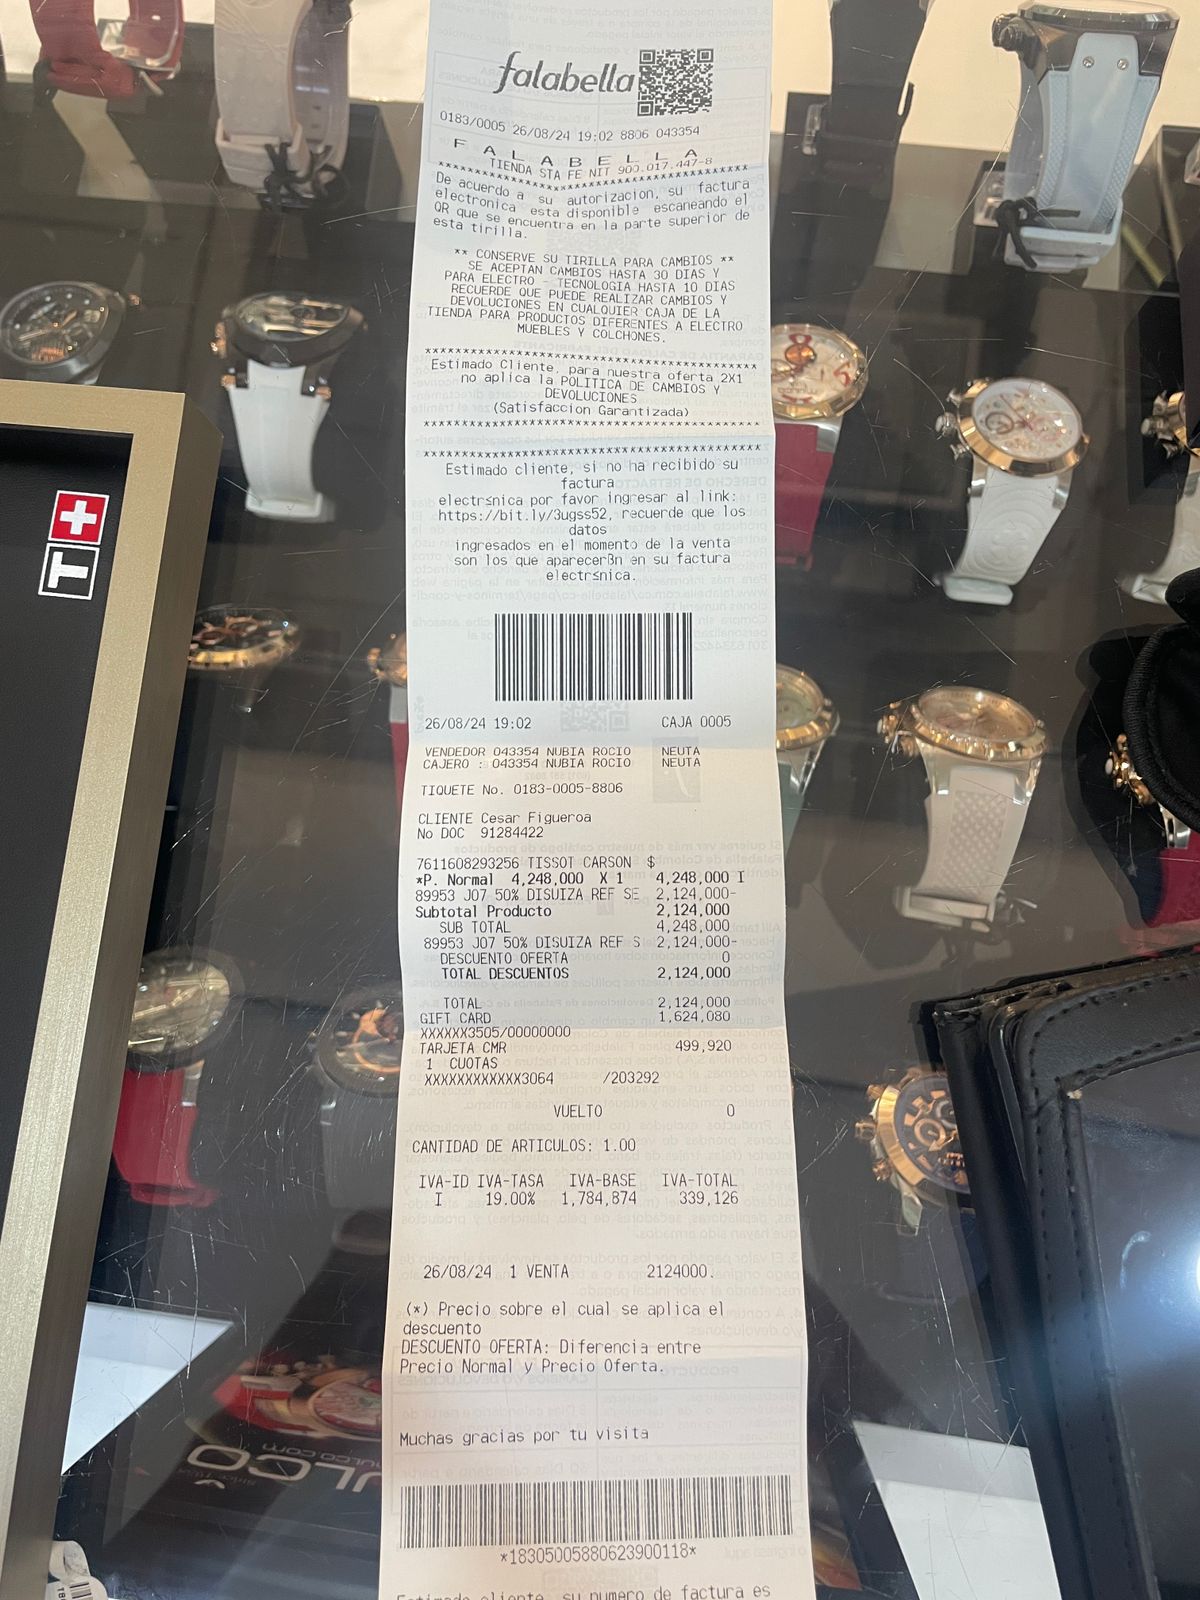 falabella
0183/0005 26/08/24 19:02 8806 043354
F A L A B E L L A
TIENDA STA FE NIT 900.017.447-8
****************************************
De acuerdo a su autorizacion, su factura
electronica esta disponible escaneando el
QR que se encuentra en la parte superior de
esta tirilla.
** CONSERVE SU TIRILLA PARA CAMBIOS **
SE ACEPTAN CAMBIOS HASTA 30 DIAS Y
PARA ELECTRO - TECNOLOGIA HASTA 10 DIAS
RECUERDE QUE PUEDE REALIZAR CAMBIOS Y
DEVOLUCIONES EN CUALQUIER CAJA DE LA
TIENDA PARA PRODUCTOS DIFERENTES A ELECTRO
MUEBLES Y COLCHONES.
****************************************
Estimado Cliente, para nuestra oferta 2X1
no aplica la POLITICA DE CAMBIOS Y
DEVOLUCIONES
(Satisfaccion Garantizada)
****************************************
****************************************
Estimado cliente, si no ha recibido su
factura
electrsnica por favor ingresar al link:
https://bit.ly/3ugss52, recuerde que los
datos
ingresados en el momento de la venta
son los que aparecerßn en su factura
electrsnica.
26/08/24 19:02 CAJA 0005
VENDEDOR 043354 NUBIA ROCIO NEUTA
CAJERO : 043354 NUBIA ROCIO NEUTA
TIQUETE No. 0183-0005-8806
CLIENTE Cesar Figueroa
No DOC 91284422
7611608293256 TISSOT CARSON $
*P. Normal 4,248,000 X 1 4,248,000 I
89953 J07 50% DISUIZA REF SE 2,124,000-
Subtotal Producto 2,124,000
SUB TOTAL 4,248,000
89953 J07 50% DISUIZA REF S 2,124,000-
DESCUENTO OFERTA 0
TOTAL DESCUENTOS 2,124,000
TOTAL 2,124,000
GIFT CARD 1,624,080
XXXXXX3505/00000000
TARJETA CMR 499,920
1 CUOTAS
XXXXXXXXXXXX3064 /203292
VUELTO 0
CANTIDAD DE ARTICULOS: 1.00
IVA-ID IVA-TASA IVA-BASE IVA-TOTAL
I 19.00% 1,784,874 339,126
26/08/24 1 VENTA 2124000.
(*) Precio sobre el cual se aplica el
descuento
DESCUENTO OFERTA: Diferencia entre
Precio Normal y Precio Oferta.
Muchas gracias por tu visita
*18305005880623900118*
Estimado cliente, su numero de factura es